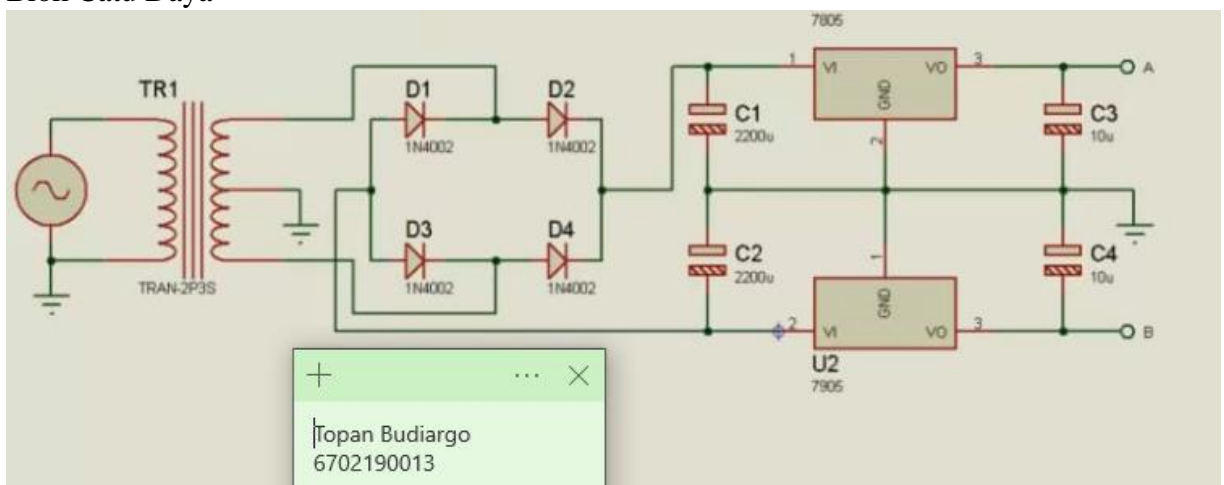 Blok Catu Daya
7805
TR1
TRAN-2P3S
D1
1N4002
D2
1N4002
D3
1N4002
D4
1N4002
C1
2200u
C2
2200u
1
VI
VO
3
GND
2
C3
10u
A
1
GND
2
VI
VO
3
U2
7905
C4
10u
B
Topan Budiargo
6702190013